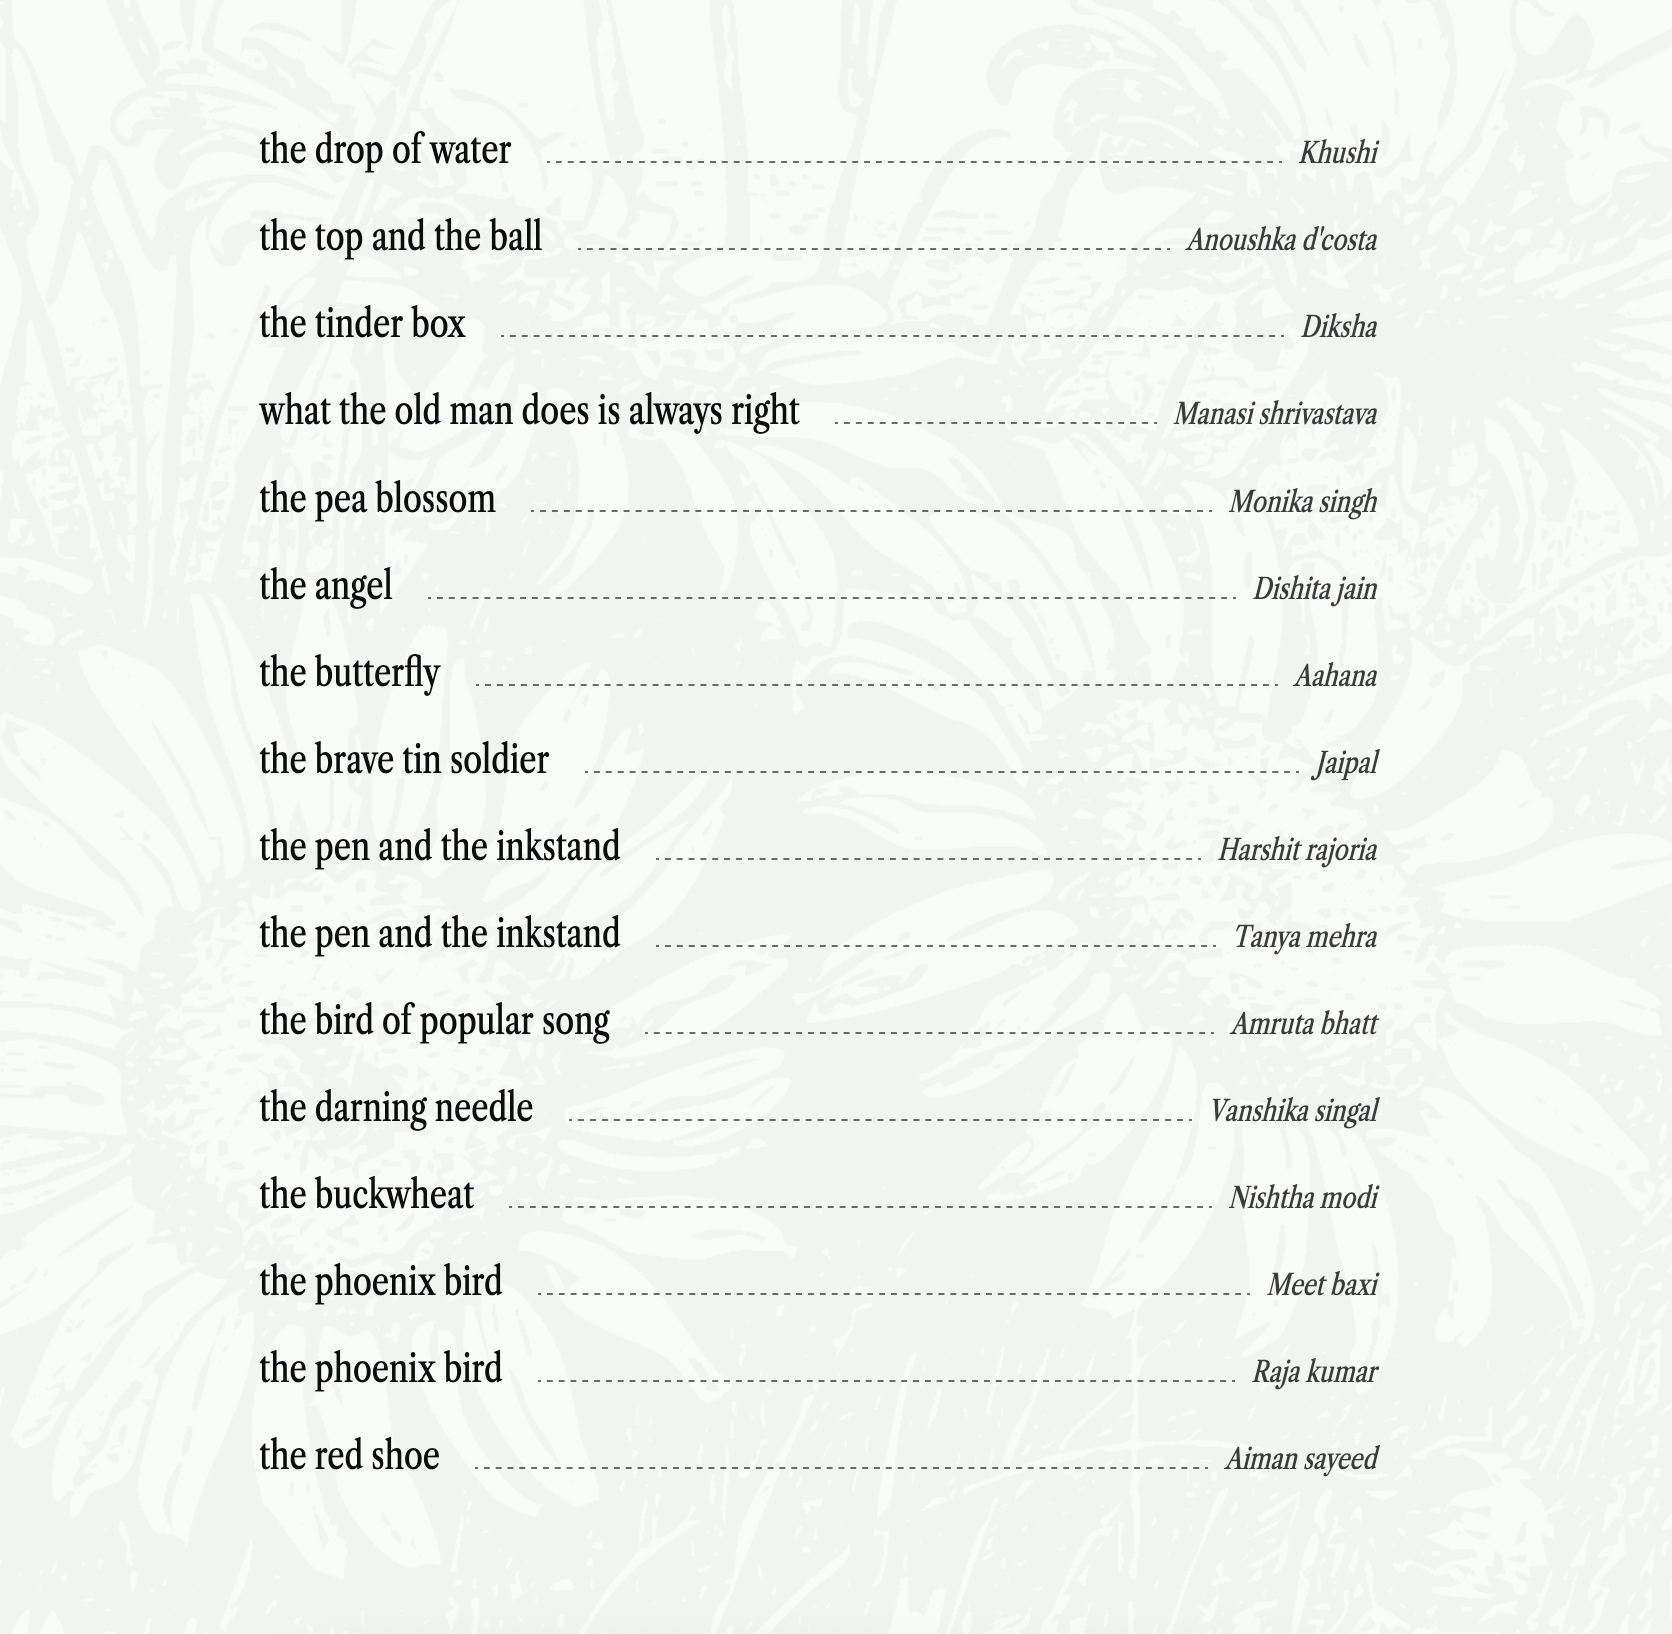 the drop of water Khushi
the top and the ball Anoushka d'costa
the tinder box Diksha
what the old man does is always right Manasi shrivastava
the pea blossom Monika singh
the angel Dishita jain
the butterfly Aahana
the brave tin soldier Jaipal
the pen and the inkstand Harshit rajoria
the pen and the inkstand Tanya mehra
the bird of popular song Amruta bhatt
the darning needle Vanshika singal
the buckwheat Nishtha modi
the phoenix bird Meet baxi
the phoenix bird Raja kumar
the red shoe Aiman sayeed